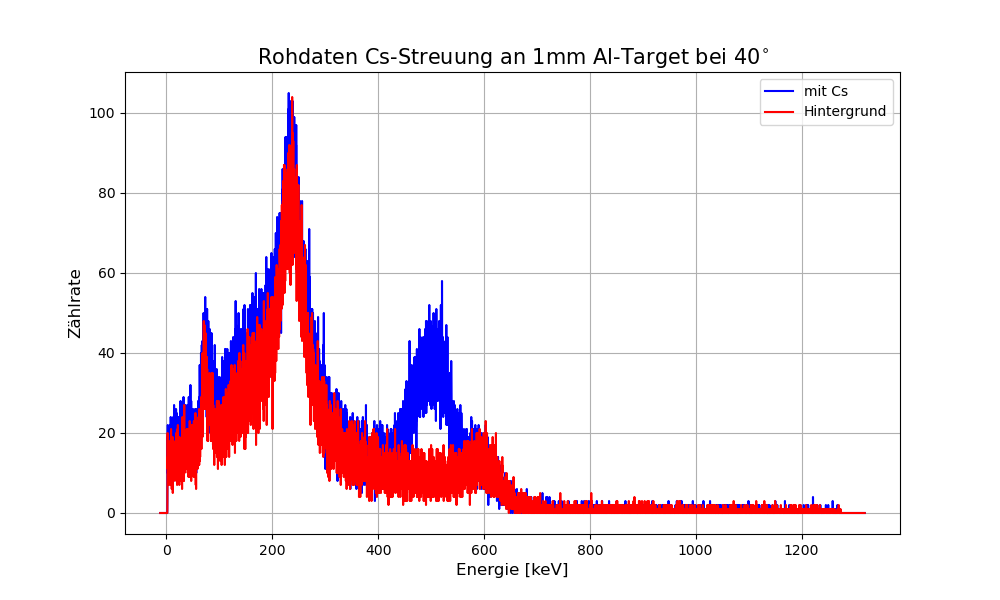 Rohdaten Cs-Streuung an 1mm Al-Target bei 40°
mit Cs
Hintergrund
Zählrate
100
80
60
40
20
0
0 200 400 600 800 1000 1200
Energie [keV]